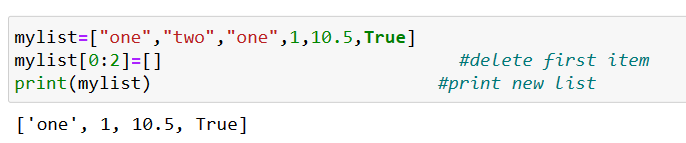 mylist=["one","two","one",1,10.5,True]
mylist[0:2]=[] #delete first item
print(mylist) #print new list
['one', 1, 10.5, True]